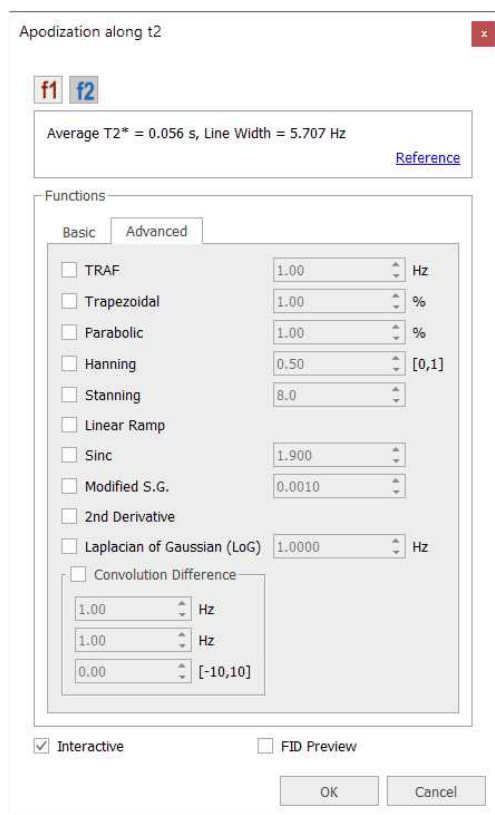 Apodization along t2
x
f1 f2
Average T2* = 0.056 s, Line Width = 5.707 Hz
Reference
Functions
Basic Advanced
TRAF 1.00 Hz
Trapezoidal 1.00 %
Parabolic 1.00 %
Hanning 0.50 [0,1]
Stanning 8.0
Linear Ramp
Sinc 1.900
Modified S.G. 0.0010
2nd Derivative
Laplacian of Gaussian (LoG) 1.0000 Hz
Convolution Difference
1.00 Hz
1.00 Hz
0.00 [-10,10]
Interactive FID Preview
OK Cancel